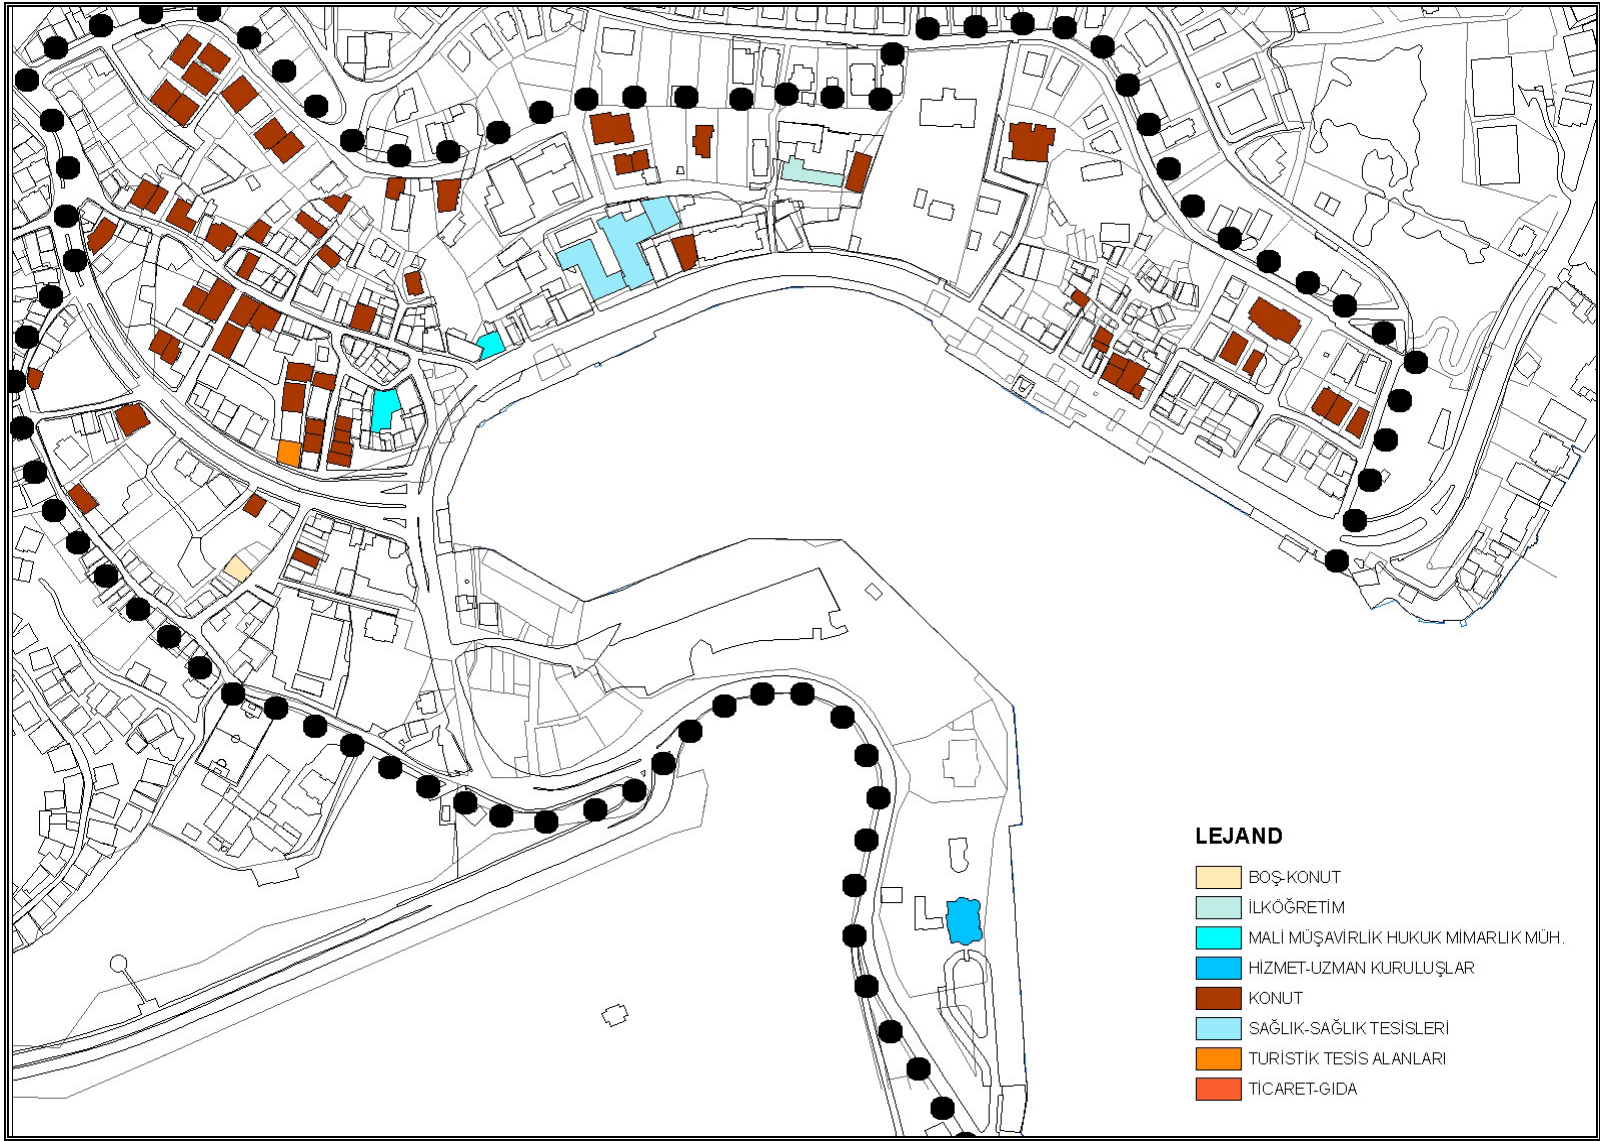 LEJAND
BOŞ-KONUT
İLKÖĞRETİM
MALİ MÜŞAVİRLİK HUKUK MİMARLIK MÜH.
HİZMET-UZMAN KURULUŞLAR
KONUT
SAĞLIK-SAĞLIK TESİSLERİ
TURİSTİK TESİS ALANLARI
TİCARET-GIDA